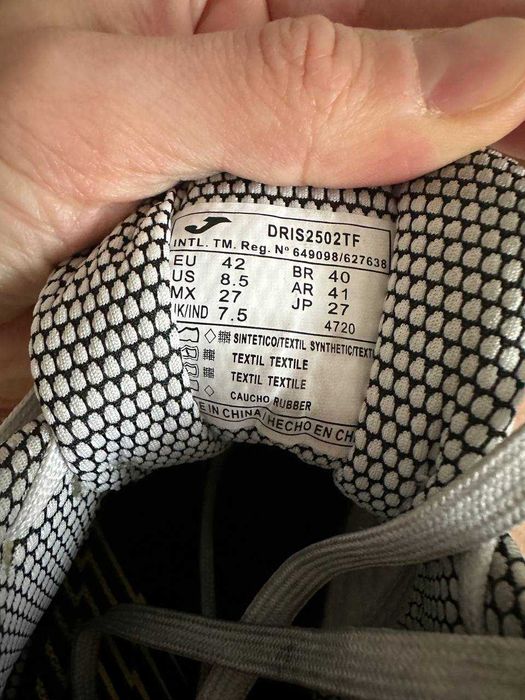 DRIS2502TF
INTL. TM. Reg. Nº 649098/627638
EU 42 BR 40
US 8.5 AR 41
MX 27 JP 27
UK/IND 7.5 4720
SINTETICO/TEXTIL SYNTHETIC/TEXTI
TEXTIL TEXTILE
TEXTIL TEXTILE
CAUCHO RUBBER
IN CHINA / HECHO EN CHI